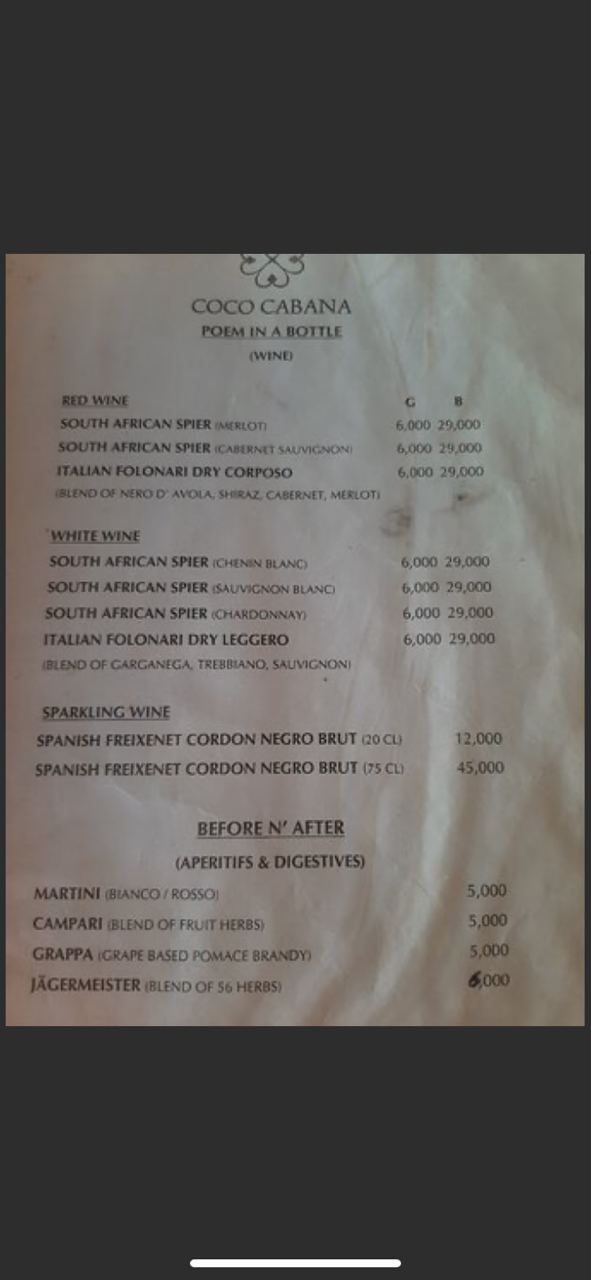 COCO CABANA
POEM IN A BOTTLE
(WINE)
RED WINE G B
SOUTH AFRICAN SPIER (MERLOT) 6,000 29,000
SOUTH AFRICAN SPIER (CABERNET SAUVIGNON) 6,000 29,000
ITALIAN FOLONARI DRY CORPOSO 6,000 29,000
(BLEND OF NERO D' AVOLA, SHIRAZ, CABERNET, MERLOT)
WHITE WINE
SOUTH AFRICAN SPIER (CHENIN BLANC) 6,000 29,000
SOUTH AFRICAN SPIER (SAUVIGNON BLANC) 6,000 29,000
SOUTH AFRICAN SPIER (CHARDONNAY) 6,000 29,000
ITALIAN FOLONARI DRY LEGGERO 6,000 29,000
(BLEND OF GARGANEGA, TREBBIANO, SAUVIGNON)
SPARKLING WINE
SPANISH FREIXENET CORDON NEGRO BRUT (20 CL) 12,000
SPANISH FREIXENET CORDON NEGRO BRUT (75 CL) 45,000
BEFORE N' AFTER
(APERITIFS & DIGESTIVES)
MARTINI (BIANCO / ROSSO) 5,000
CAMPARI (BLEND OF FRUIT HERBS) 5,000
GRAPPA (GRAPE BASED POMACE BRANDY) 5,000
JÄGERMEISTER (BLEND OF 56 HERBS) 6,000